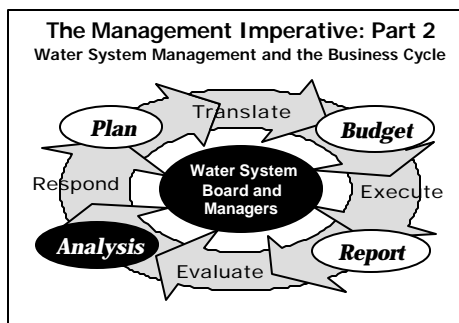 The Management Imperative: Part 2
Water System Management and the Business Cycle
Translate
Plan
Budget
Water System
Board and
Managers
Respond
Execute
Analysis
Report
Evaluate